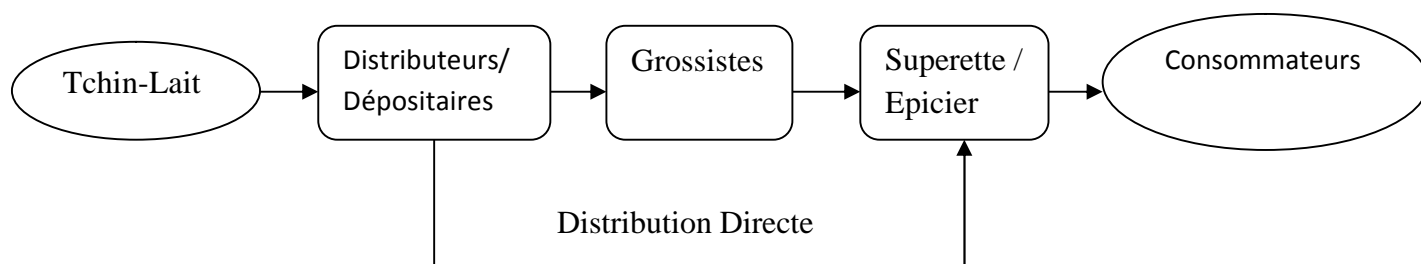 Tchin-Lait
Distributeurs/
Dépositaires
Grossistes
Superette /
Epicier
Consommateurs
Distribution Directe